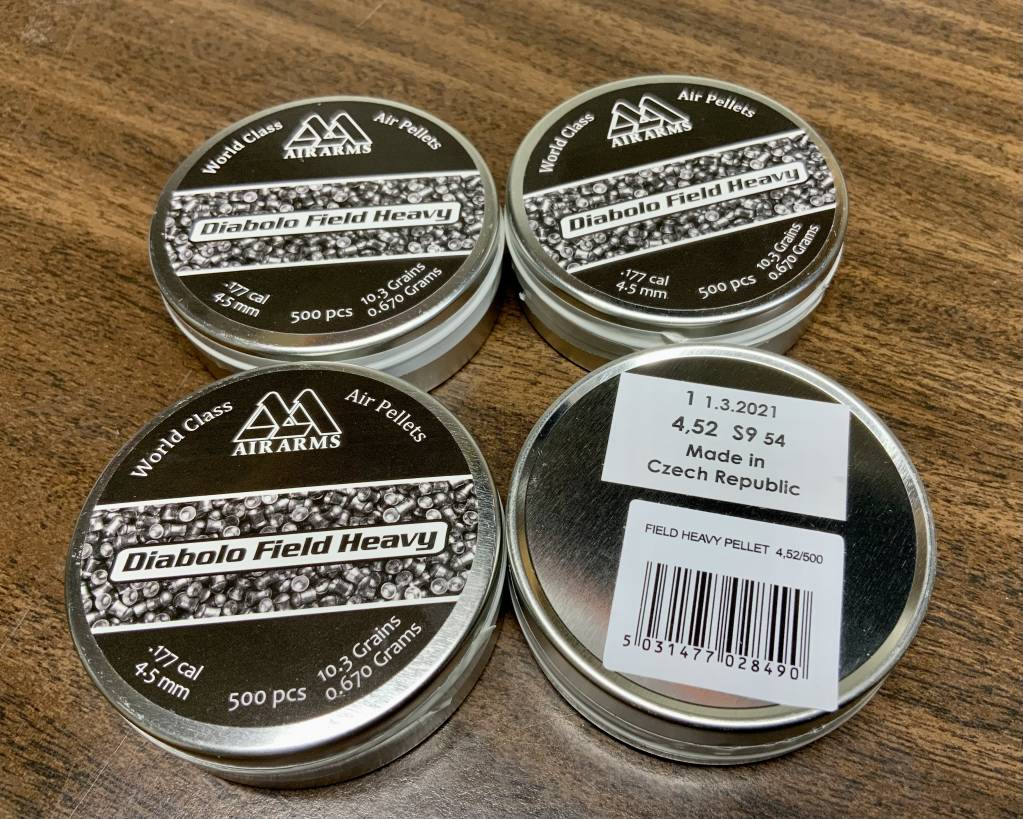 World Class
AIR ARMS
Air Pellets
Diabolo Field Heavy
.177 cal
4.5 mm
500 pcs
10.3 Grains
0.670 Grams
World Class
AIR ARMS
Air Pellets
Diabolo Field Heavy
.177 cal
4.5 mm
500 pcs
10.3 Grains
0.670 Grams
World Class
AIR ARMS
Air Pellets
Diabolo Field Heavy
.177 cal
4.5 mm
500 pcs
10.3 Grains
0.670 Grams
1 1.3.2021
4,52 S9 54
Made in
Czech Republic
FIELD HEAVY PELLET 4,52/500
5 031477 028490